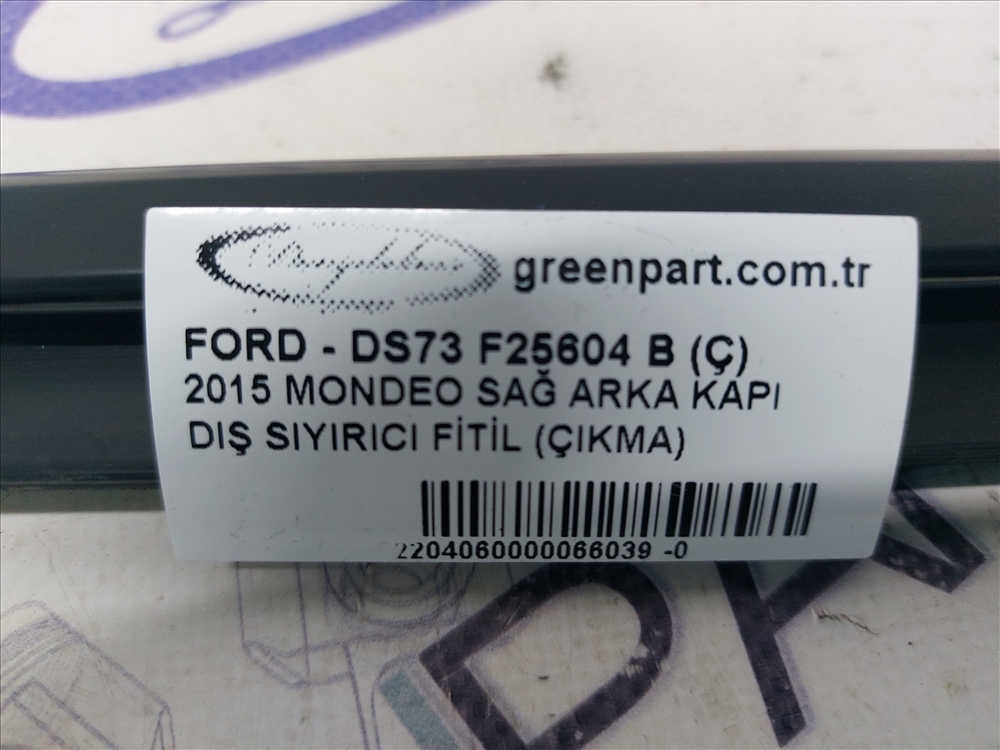 greenpart.com.tr
FORD - DS73 F25604 B (Ç)
2015 MONDEO SAĞ ARKA KAPI
DIŞ SIYIRICI FİTİL (ÇIKMA)
2204060000066039 -0